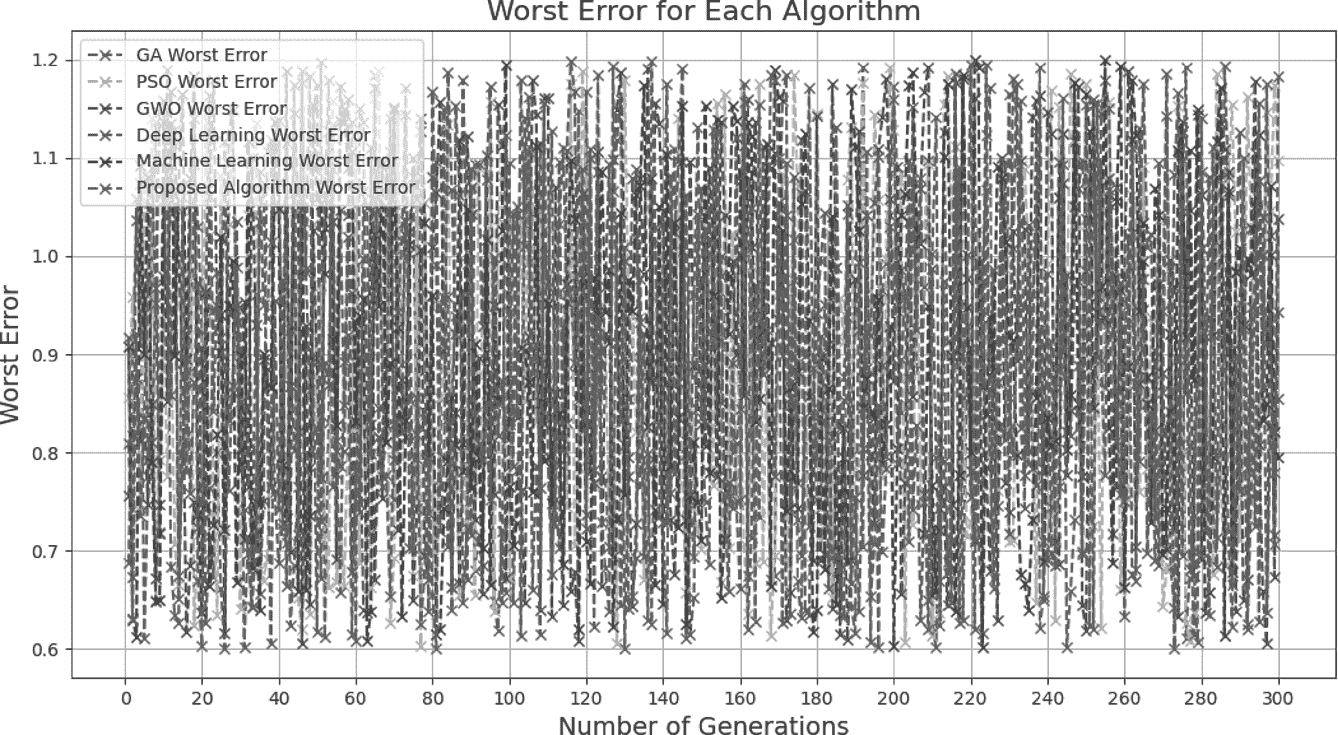 Worst Error for Each Algorithm
GA Worst Error
PSO Worst Error
GWO Worst Error
Deep Learning Worst Error
Machine Learning Worst Error
Proposed Algorithm Worst Error
1.2
1.1
1.0
0.9
0.8
0.7
0.6
Worst Error
0 20 40 60 80 100 120 140 160 180 200 220 240 260 280 300
Number of Generations